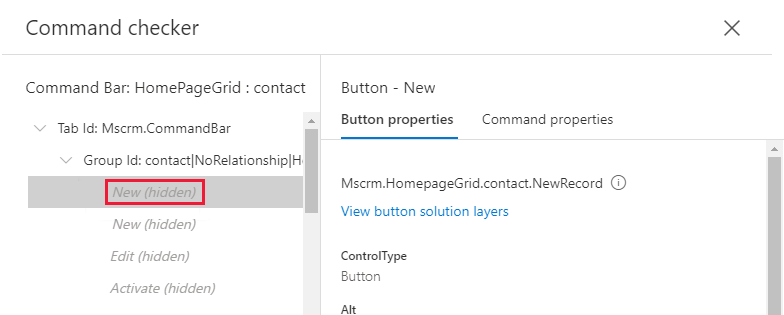 Command checker
Command Bar: HomePageGrid : contact
Tab Id: Mscrm.CommandBar
Group Id: contact|NoRelationship|H
New (hidden)
New (hidden)
Edit (hidden)
Activate (hidden)
Button - New
Button properties Command properties
Mscrm.HomepageGrid.contact.NewRecord
View button solution layers
ControlType
Button
Alt